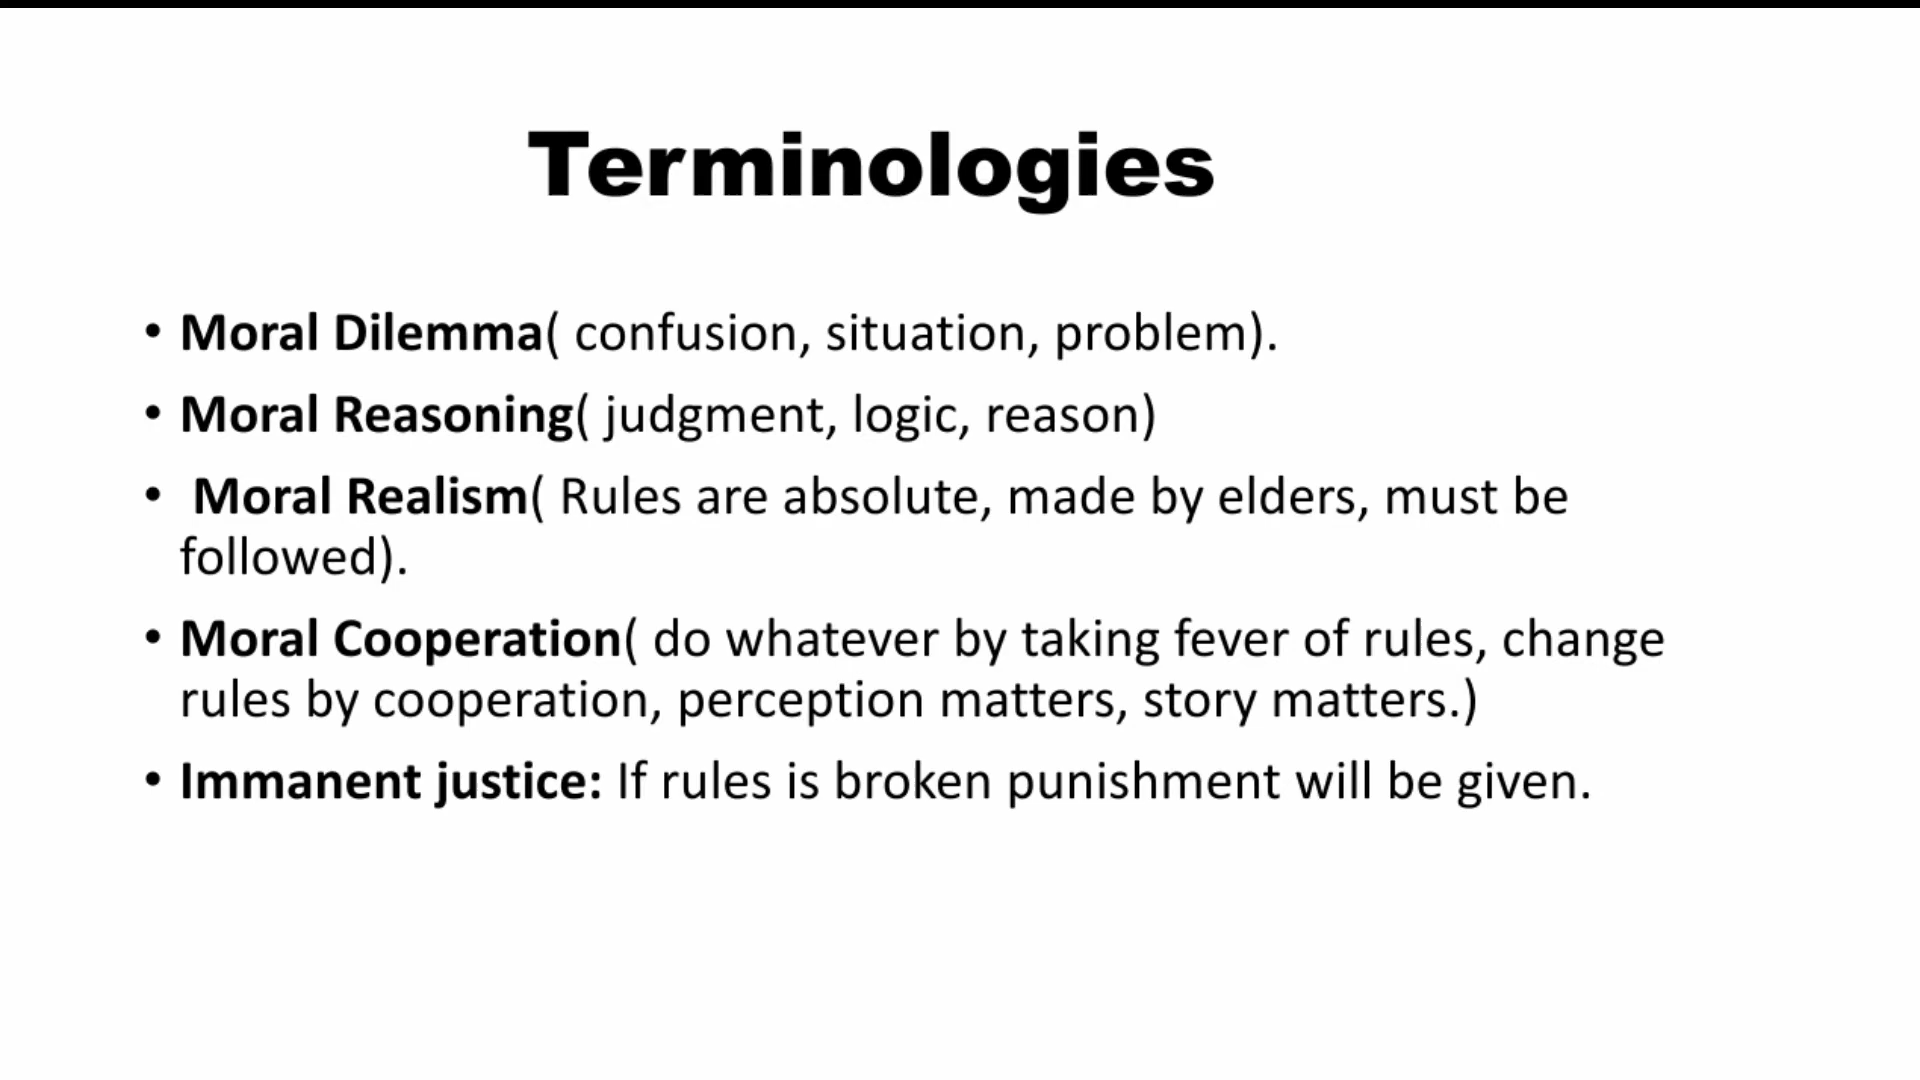 Terminologies
• Moral Dilemma( confusion, situation, problem).
• Moral Reasoning( judgment, logic, reason)
• Moral Realism( Rules are absolute, made by elders, must be
followed).
• Moral Cooperation( do whatever by taking fever of rules, change
rules by cooperation, perception matters, story matters.)
• Immanent justice: If rules is broken punishment will be given.